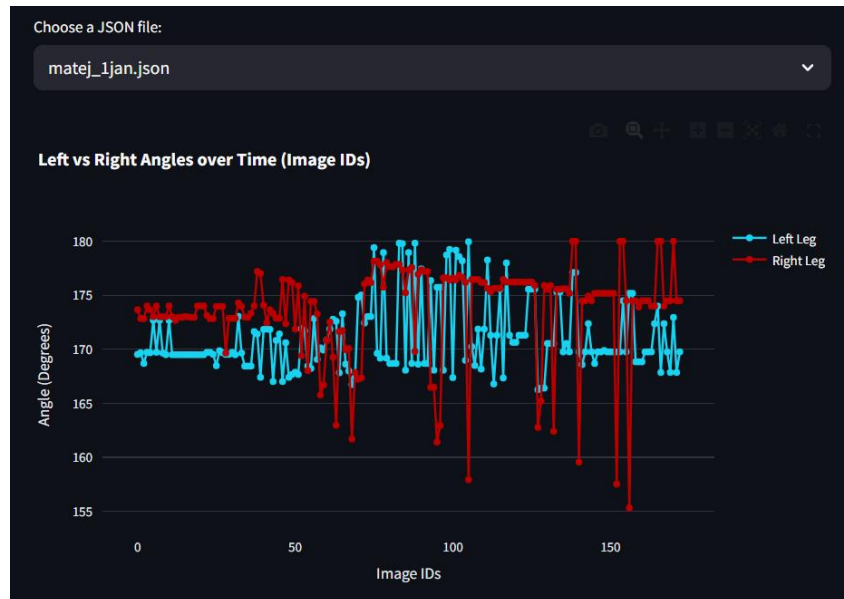 Choose a JSON file:
matej_1jan.json
Left vs Right Angles over Time (Image IDs)
180
175
170
165
160
155
Angle (Degrees)
0 50 100 150
Image IDs
Left Leg
Right Leg